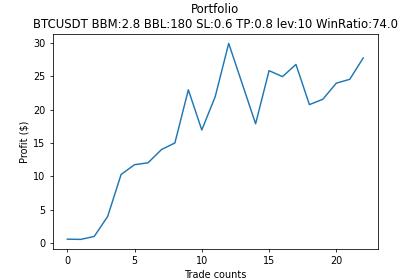 Portfolio
BTCUSDT BBM:2.8 BBL:180 SL:0.6 TP:0.8 lev:10 WinRatio:74.0
30
25
20
15
10
5
0
Profit ($)
0 5 10 15 20
Trade counts